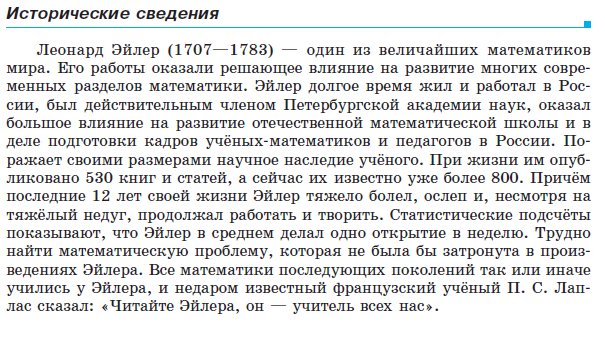 Исторические сведения
Леонард Эйлер (1707—1783) — один из величайших математиков
мира. Его работы оказали решающее влияние на развитие многих совре-
менных разделов математики. Эйлер долгое время жил и работал в Рос-
сии, был действительным членом Петербургской академии наук, оказал
большое влияние на развитие отечественной математической школы и в
деле подготовки кадров учёных-математиков и педагогов в России. По-
ражает своими размерами научное наследие учёного. При жизни им опуб-
ликовано 530 книг и статей, а сейчас их известно уже более 800. Причём
последние 12 лет своей жизни Эйлер тяжело болел, ослеп и, несмотря на
тяжёлый недуг, продолжал работать и творить. Статистические подсчёты
показывают, что Эйлер в среднем делал одно открытие в неделю. Трудно
найти математическую проблему, которая не была бы затронута в произ-
ведениях Эйлера. Все математики последующих поколений так или иначе
учились у Эйлера, и недаром известный французский учёный П. С. Лап-
лас сказал: «Читайте Эйлера, он — учитель всех нас».